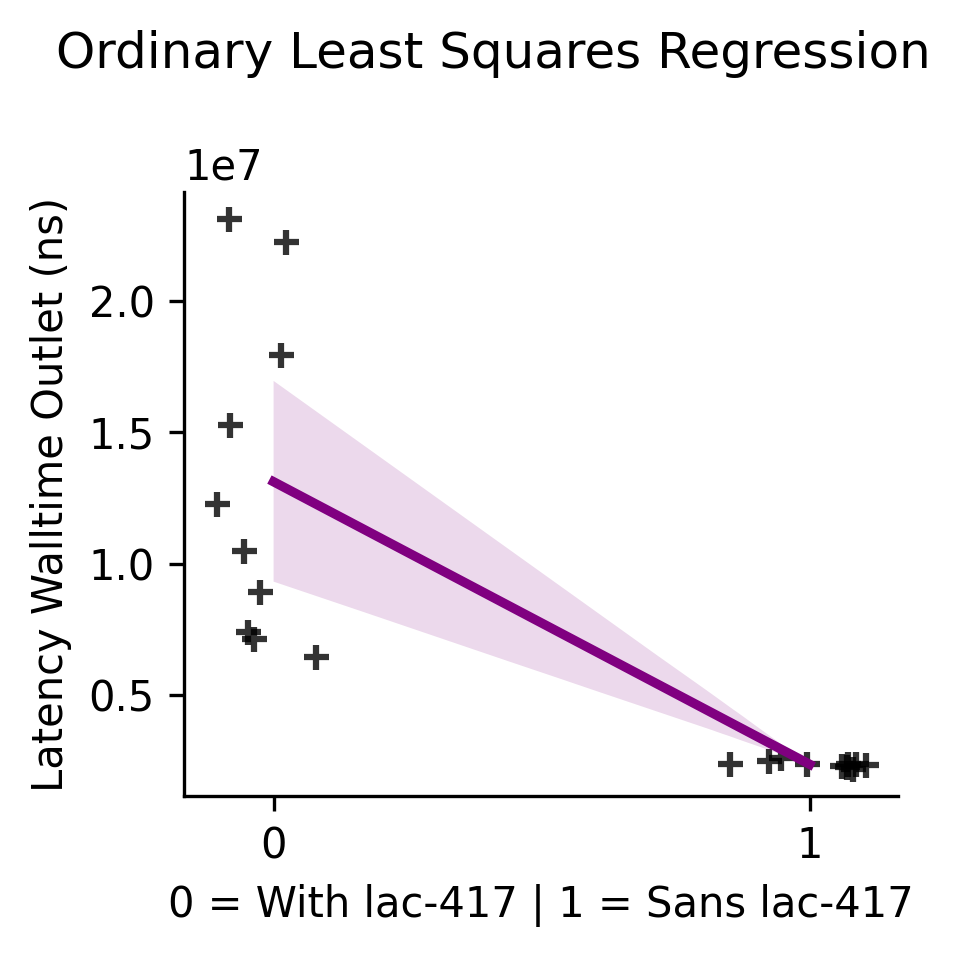 Ordinary Least Squares Regression
1e7
Latency Walltime Outlet (ns)
2.0
1.5
1.0
0.5
0 1
0 = With lac-417 | 1 = Sans lac-417